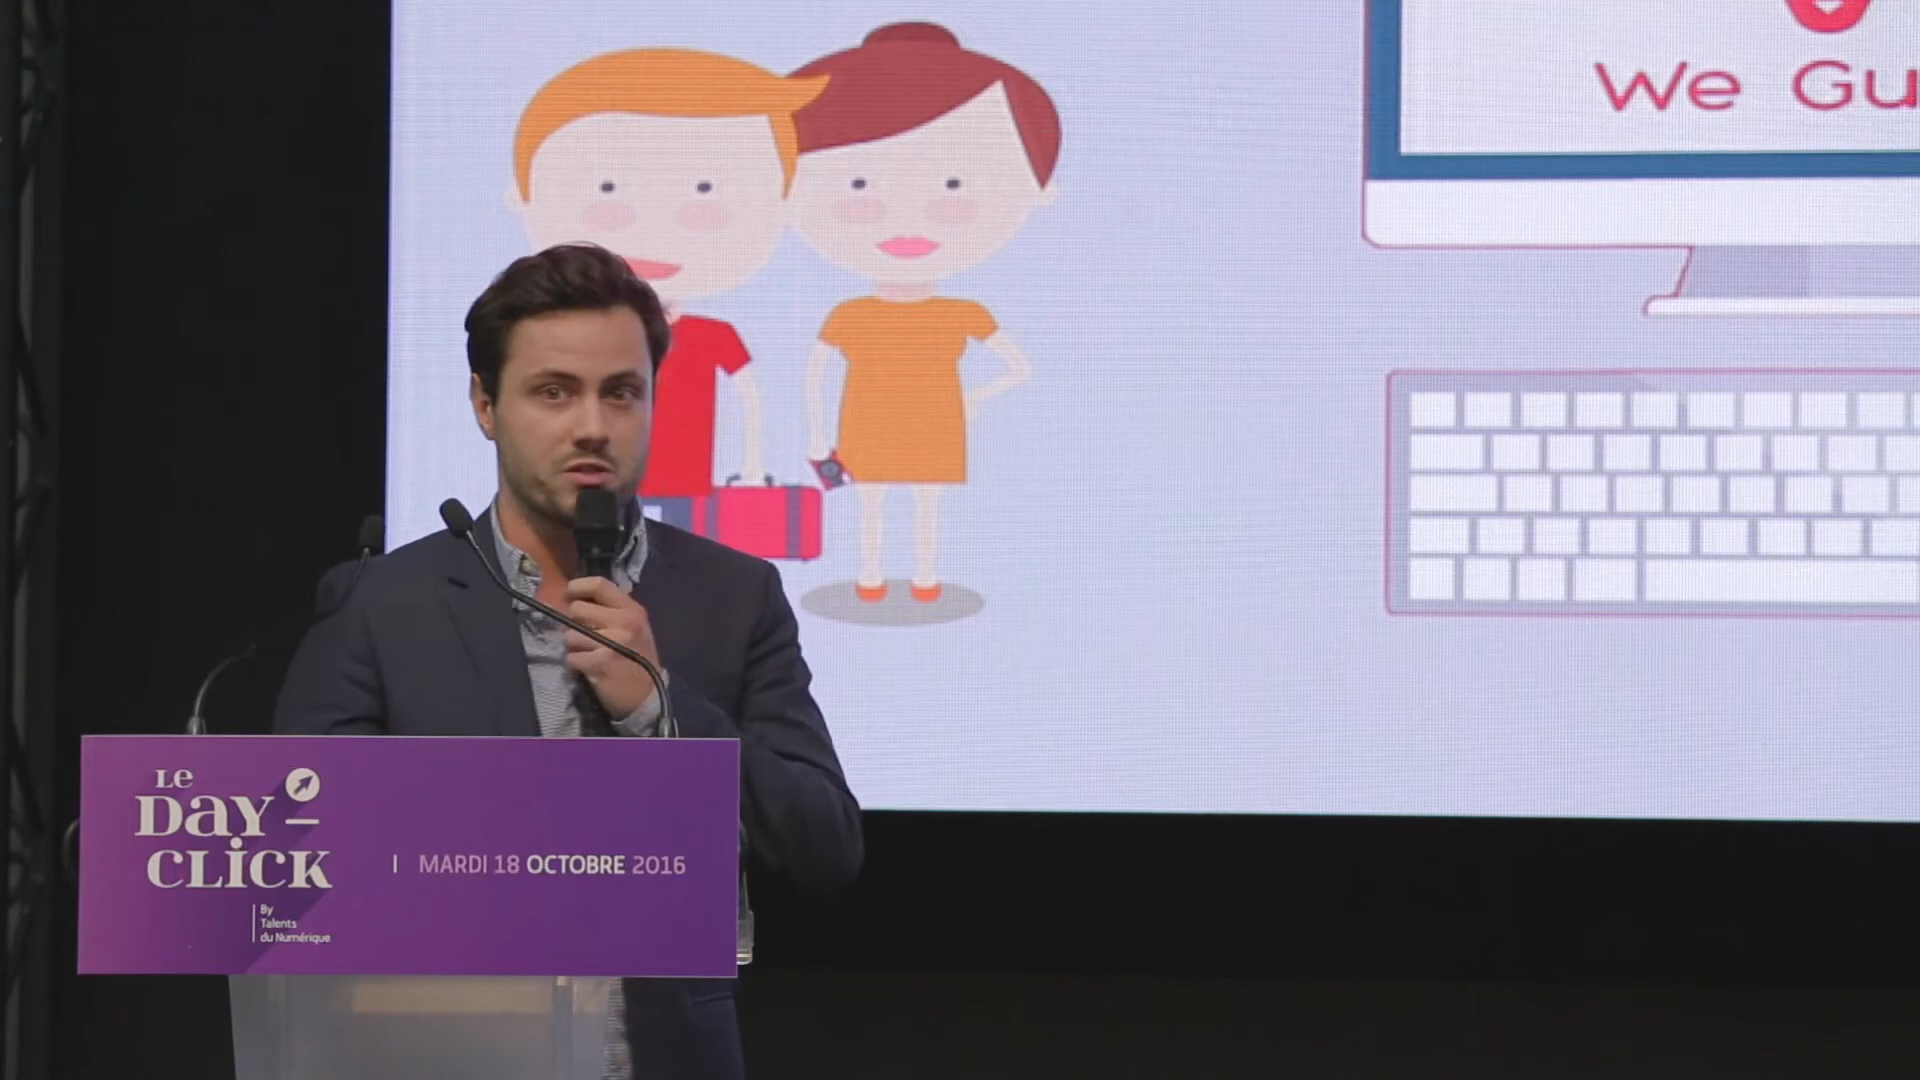 We Gu
Le
Day –
CLiCK
| MARDI 18 OCTOBRE 2016
By
Talents
du Numérique